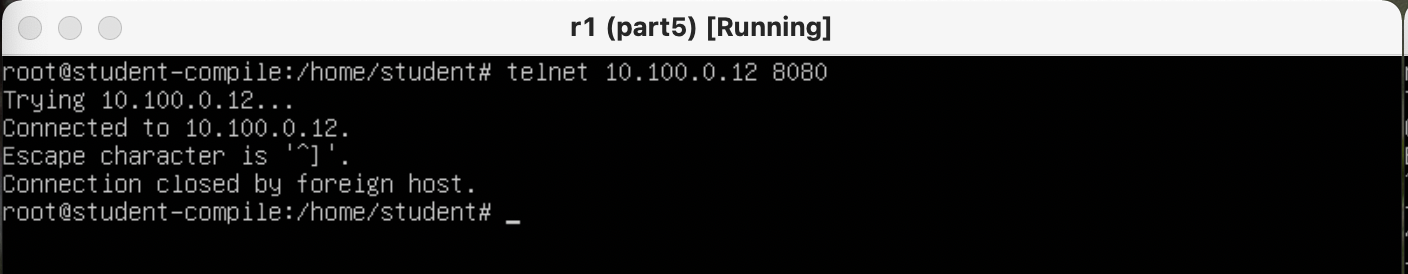 r1 (part5) [Running]
root@student-compile:/home/student# telnet 10.100.0.12 8080
Trying 10.100.0.12...
Connected to 10.100.0.12.
Escape character is '^]'.
Connection closed by foreign host.
root@student-compile:/home/student# _